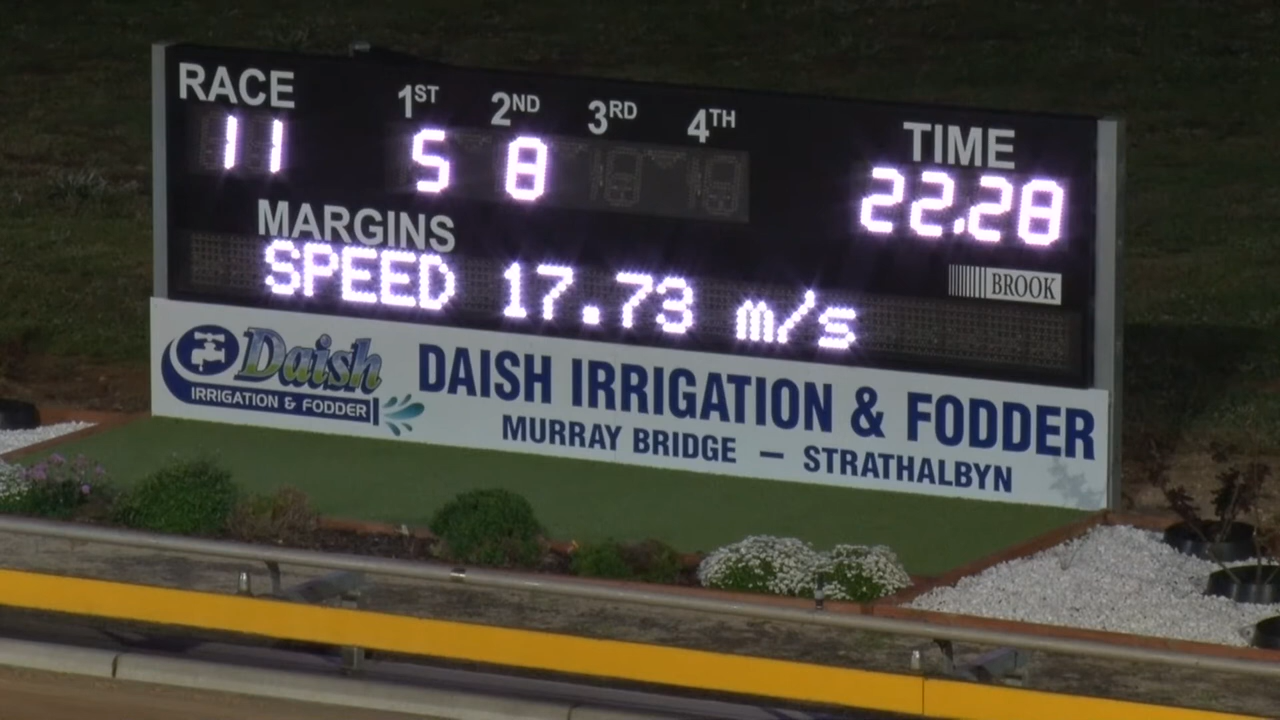 RACE 1ST 2ND 3RD 4TH TIME
11 5 8 22.28
MARGINS
SPEED 17.73 m/s
BROOK
Daish
IRRIGATION & FODDER
DAISH IRRIGATION & FODDER
MURRAY BRIDGE — STRATHALBYN